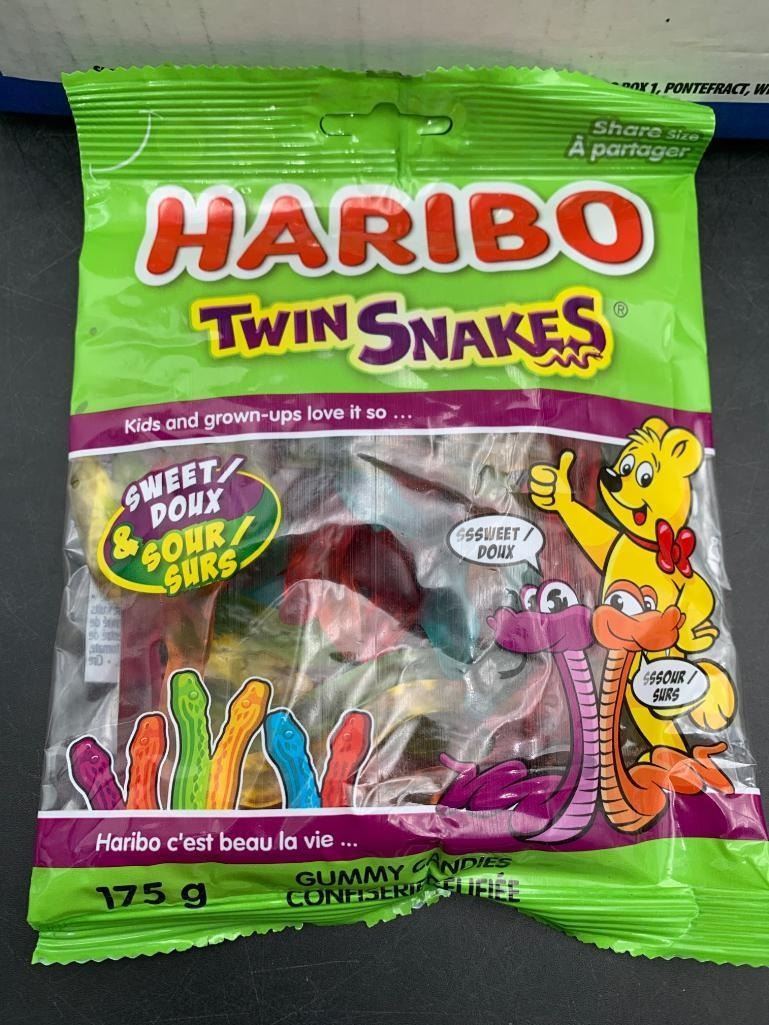 BOX 1, PONTEFRACT, W
Share Size
À partager
HARIBO
TWIN SNAKES®
Kids and grown-ups love it so ...
SWEET/
DOUX
& SOUR/
SURS
SSSWEET /
DOUX
SSSOUR /
SURS
Haribo c'est beau la vie ...
175 g
GUMMY CANDIES
CONFISERIE GÉLIFIÉE